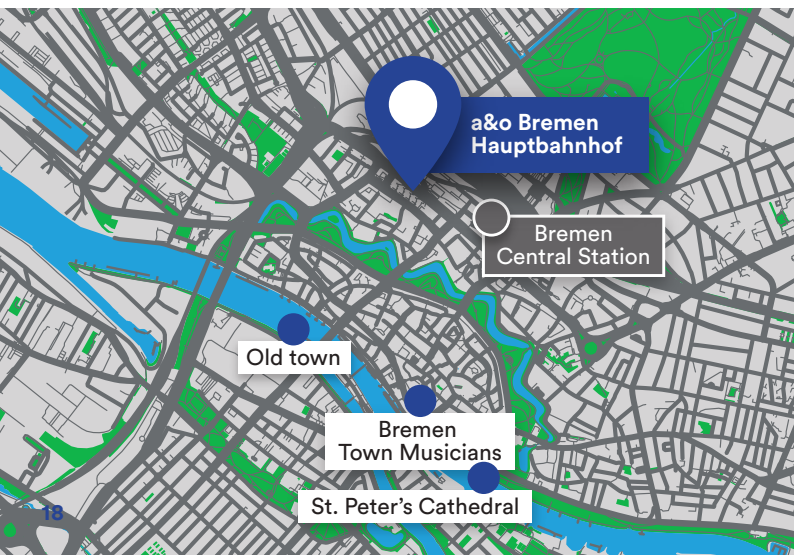 a&o Bremen
Hauptbahnhof
Bremen
Central Station
Old town
Bremen
Town Musicians
St. Peter's Cathedral
18